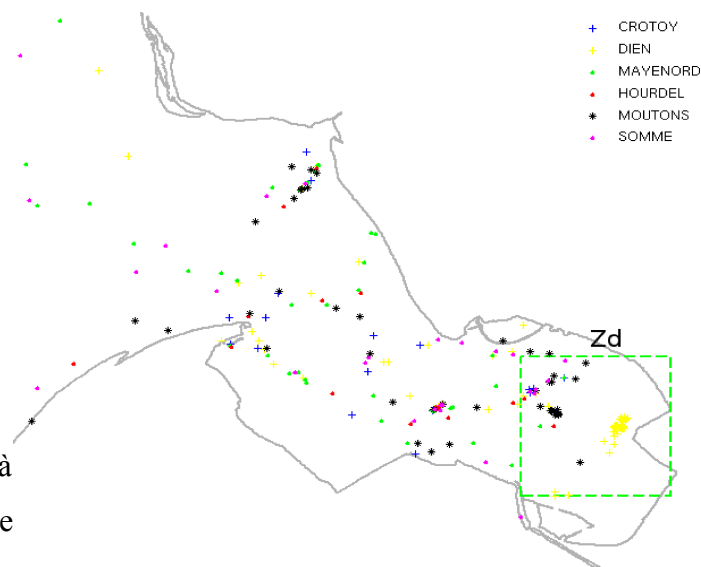 CROTOY
DIEN
MAYENORD
HOURDEL
MOUTONS
SOMME
Zd
à
e